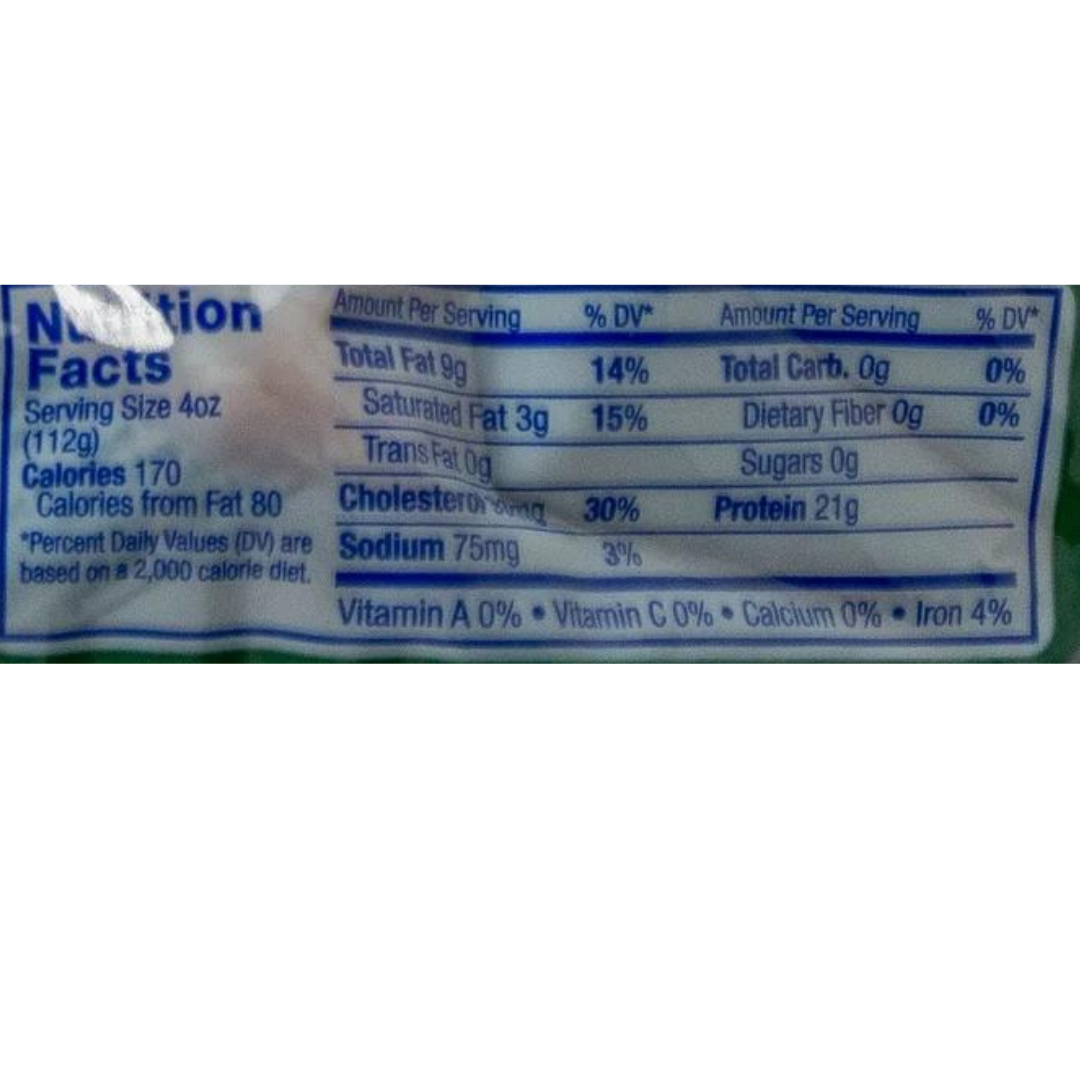 Nutrition
Facts
Serving Size 4oz
(112g)
Calories 170
Calories from Fat 80
*Percent Daily Values (DV) are
based on a 2,000 calorie diet.
Amount Per Serving % DV* Amount Per Serving % DV*
Total Fat 9g 14% Total Carb. 0g 0%
Saturated Fat 3g 15% Dietary Fiber 0g 0%
Trans Fat 0g Sugars 0g
Cholesterol 30% Protein 21g
Sodium 75mg 3%
Vitamin A 0% • Vitamin C 0% • Calcium 0% • Iron 4%